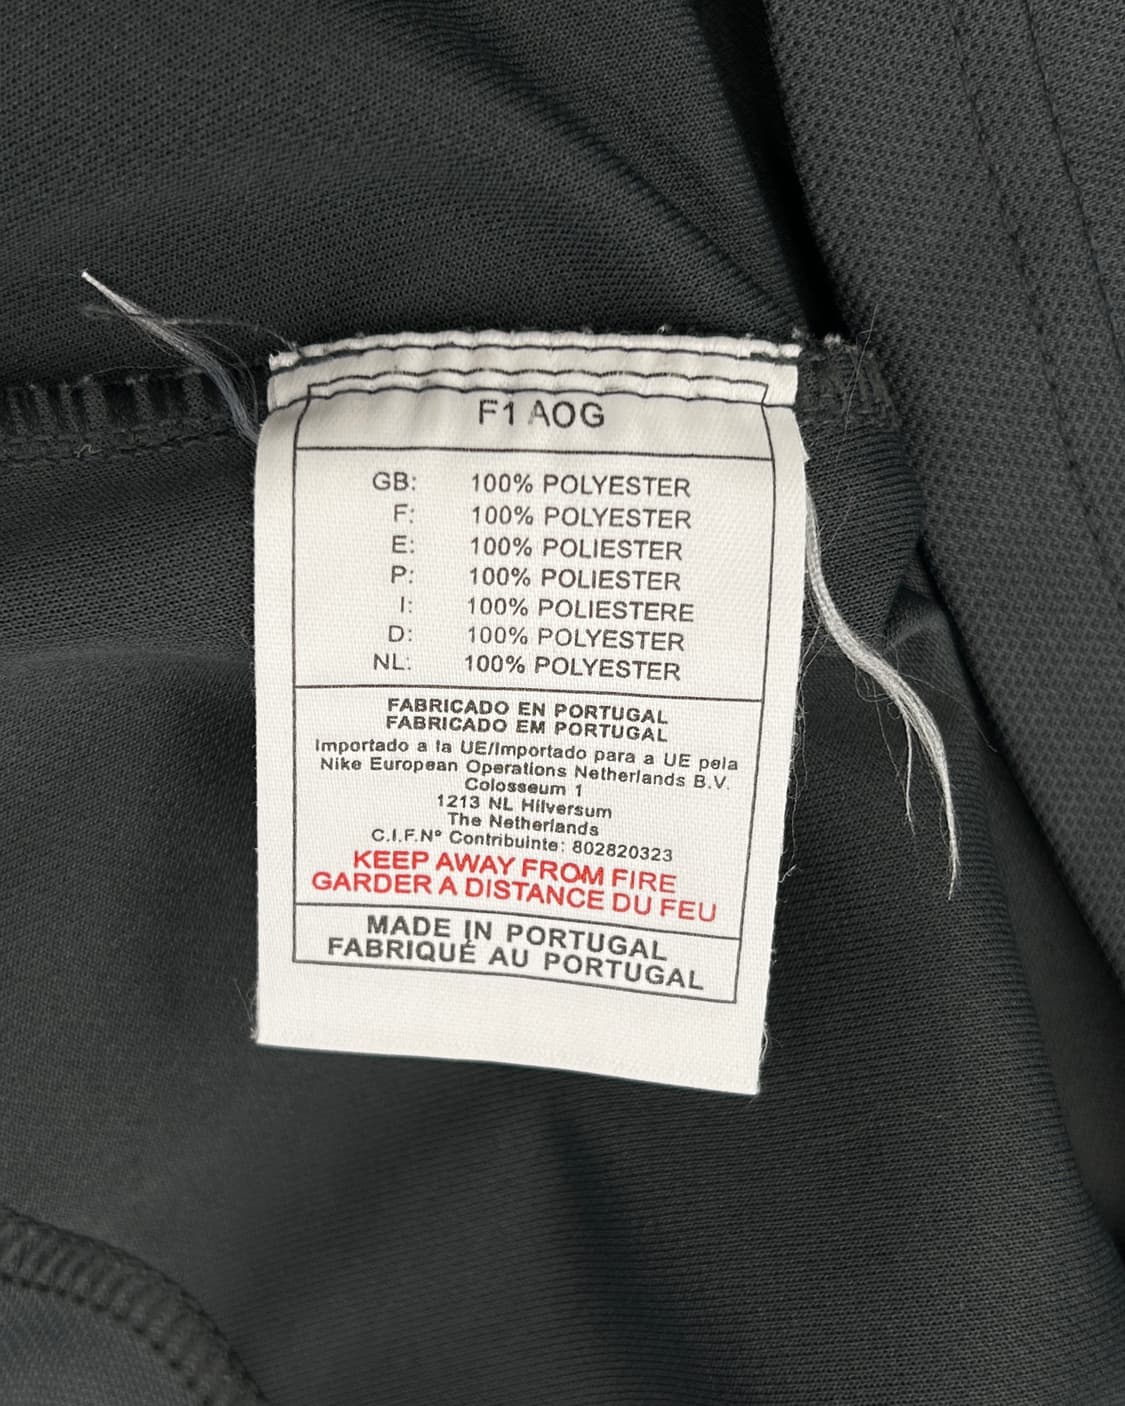 F1 AOG
GB: 100% POLYESTER
F: 100% POLYESTER
E: 100% POLIESTER
P: 100% POLIESTER
I: 100% POLIESTERE
D: 100% POLYESTER
NL: 100% POLYESTER
FABRICADO EN PORTUGAL
FABRICADO EM PORTUGAL
Importado a la UE/Importado para a UE pela
Nike European Operations Netherlands B.V.
Colosseum 1
1213 NL Hilversum
The Netherlands
C.I.F.Nº Contribuinte: 802820323
KEEP AWAY FROM FIRE
GARDER A DISTANCE DU FEU
MADE IN PORTUGAL
FABRIQUÉ AU PORTUGAL